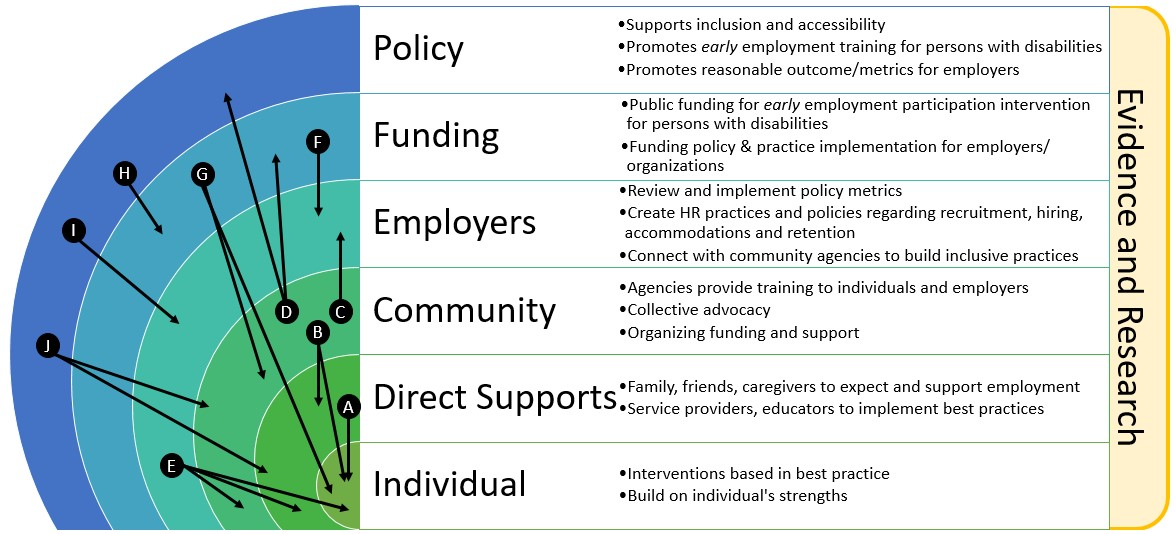 Policy
•Supports inclusion and accessibility
•Promotes early employment training for persons with disabilities
•Promotes reasonable outcome/metrics for employers
Funding
•Public funding for early employment participation intervention
for persons with disabilities
•Funding policy & practice implementation for employers/
organizations
Employers
•Review and implement policy metrics
•Create HR practices and policies regarding recruitment, hiring,
accommodations and retention
•Connect with community agencies to build inclusive practices
Community
•Agencies provide training to individuals and employers
•Collective advocacy
•Organizing funding and support
Direct Supports
•Family, friends, caregivers to expect and support employment
•Service providers, educators to implement best practices
Individual
•Interventions based in best practice
•Build on individual's strengths
Evidence and Research
F
H
G
I
D
C
B
J
A
E